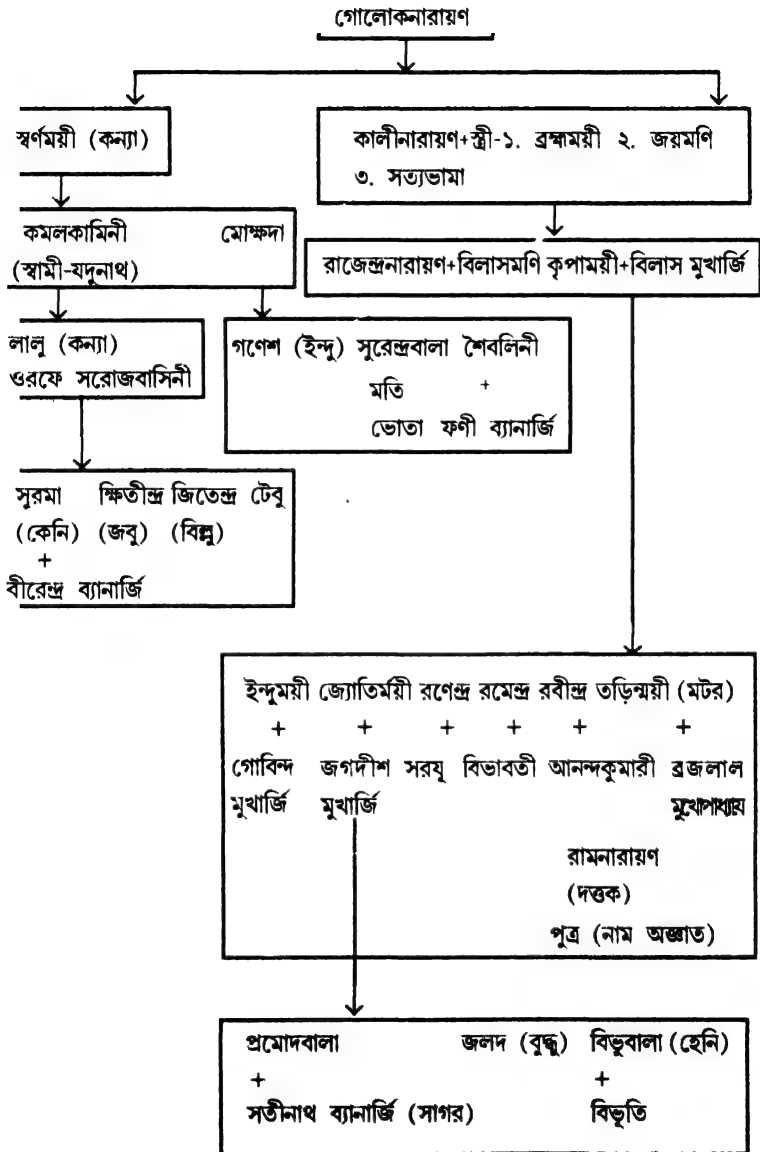 গোলোকনারায়ণ
স্বর্ণময়ী (কন্যা)
কালীনারায়ণ+স্ত্রী-১. ব্রহ্মময়ী ২. জয়মণি
৩. সত্যভামা
কমলকামিনী মোক্ষদা
(স্বামী-যদুনাথ)
রাজেন্দ্রনারায়ণ+বিলাসমণি কৃপাময়ী+বিলাস মুখার্জি
লালু (কন্যা)
ওরফে সরোজবাসিনী
গণেশ (ইন্দু) সুরেন্দ্রবালা শৈবলিনী
মতি +
ভোতা ফণী ব্যানার্জি
সুরমা ক্ষিতীন্দ্র জিতেন্দ্র টেবু
(কেনি) (জবু) (বিল্লু)
+
বীরেন্দ্র ব্যানার্জি
ইন্দুময়ী জ্যোতির্ময়ী রণেন্দ্র রমেন্দ্র রবীন্দ্র তড়িন্ময়ী (মটর)
+ + + + + +
গোবিন্দ জগদীশ সরযূ বিভাবতী আনন্দকুমারী ব্রজলাল
মুখার্জি মুখার্জি মুখোপাধ্যায়
রামনারায়ণ
(দত্তক)
পুত্র (নাম অজ্ঞাত)
প্রমোদবালা জলদ (বুদ্ধু) বিভুবালা (হেনি)
+ +
সতীনাথ ব্যানার্জি (সাগর) বিভূতি